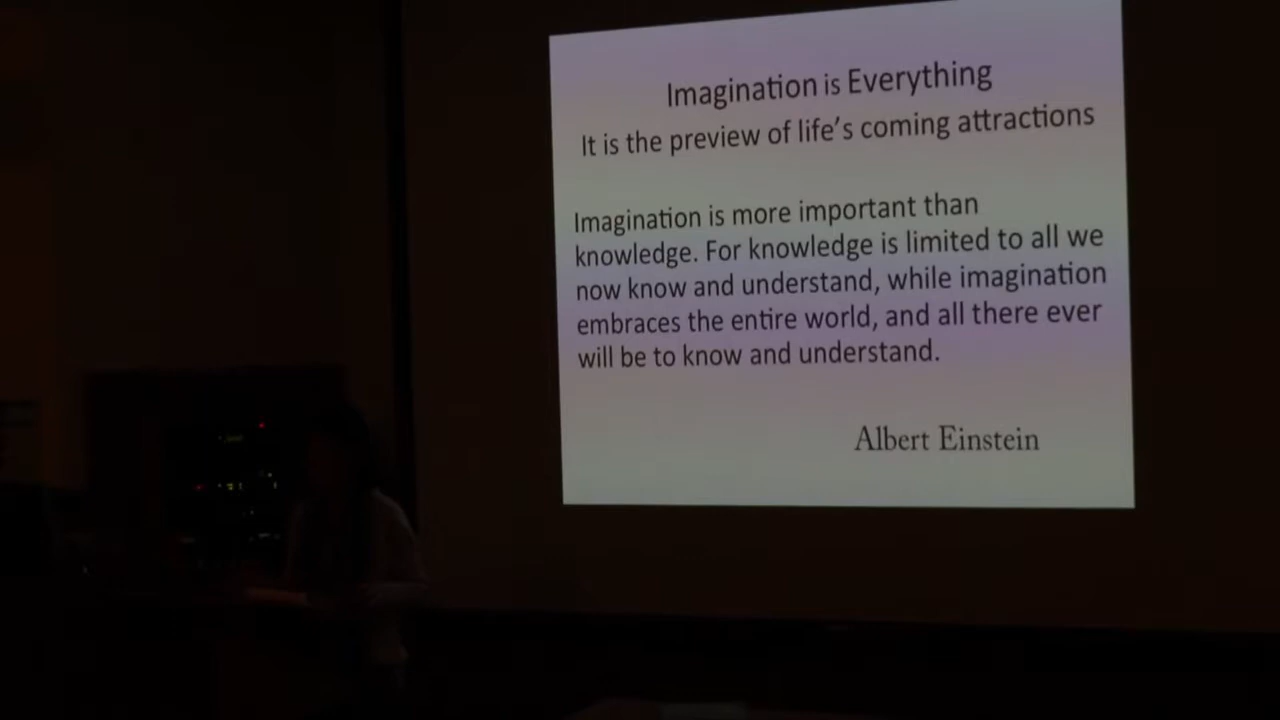 Imagination is Everything
It is the preview of life's coming attractions
Imagination is more important than
knowledge. For knowledge is limited to all we
now know and understand, while imagination
embraces the entire world, and all there ever
will be to know and understand.
Albert Einstein